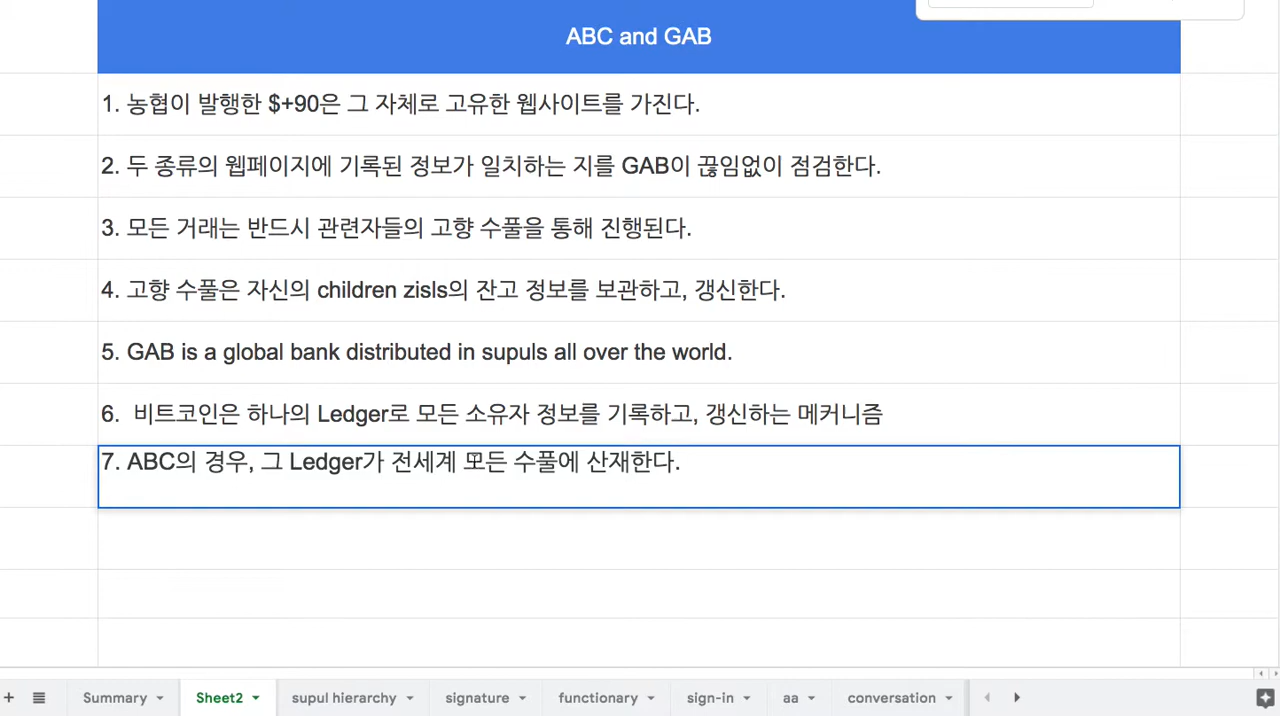 ABC and GAB
1. 농협이 발행한 $+90은 그 자체로 고유한 웹사이트를 가진다.
2. 두 종류의 웹페이지에 기록된 정보가 일치하는 지를 GAB이 끊임없이 점검한다.
3. 모든 거래는 반드시 관련자들의 고향 수풀을 통해 진행된다.
4. 고향 수풀은 자신의 children zisls의 잔고 정보를 보관하고, 갱신한다.
5. GAB is a global bank distributed in supuls all over the world.
6. 비트코인은 하나의 Ledger로 모든 소유자 정보를 기록하고, 갱신하는 메커니즘
7. ABC의 경우, 그 Ledger가 전세계 모든 수풀에 산재한다.
+ Summary Sheet2 supul hierarchy signature functionary sign-in aa conversation